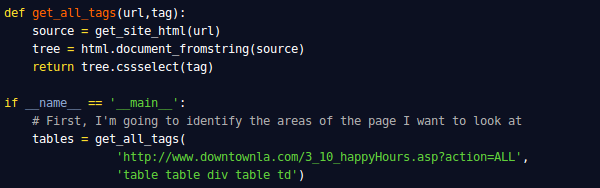 def get_all_tags(url,tag):
    source = get_site_html(url)
    tree = html.document_fromstring(source)
    return tree.cssselect(tag)

if __name__ == '__main__':
    # First, I'm going to identify the areas of the page I want to look at
    tables = get_all_tags(
                'http://www.downtownla.com/3_10_happyHours.asp?action=ALL',
                'table table div table td')